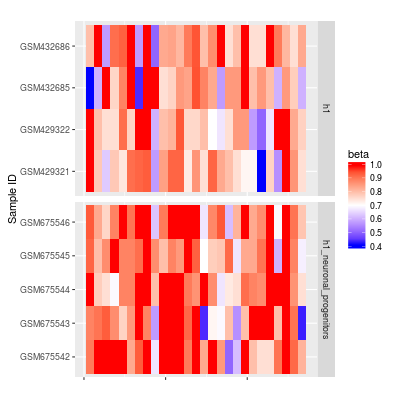 GSM432686
GSM432685
GSM429322
GSM429321
h1
GSM675546
GSM675545
GSM675544
GSM675543
GSM675542
h1_neuronal_progenitors
Sample ID
beta
1.0
0.9
0.8
0.7
0.6
0.5
0.4